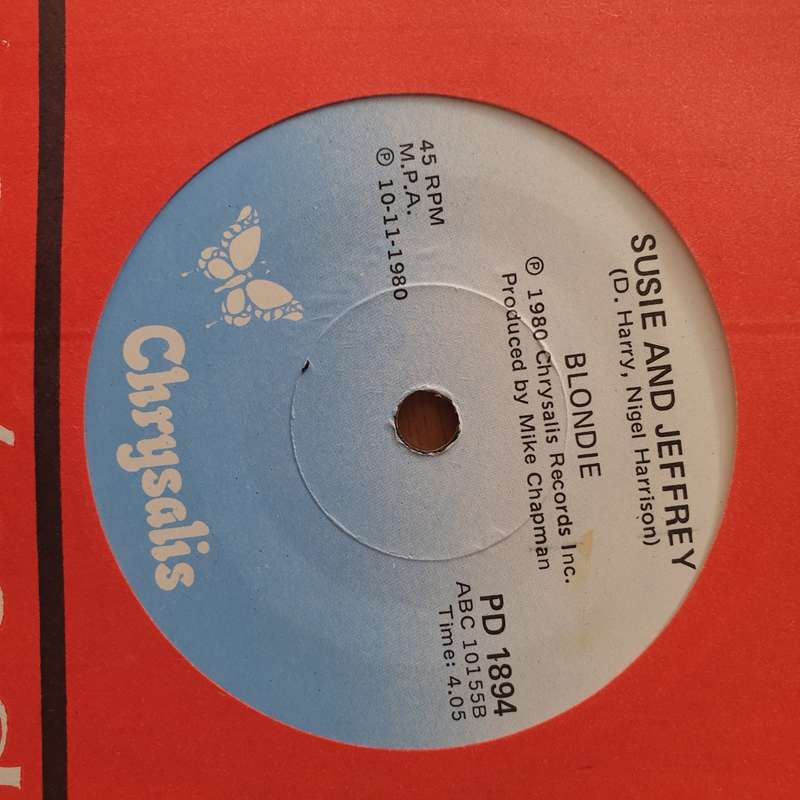 SUSIE AND JEFFREY
(D. Harry, Nigel Harrison)
BLONDIE
℗ 1980 Chrysalis Records Inc.
Produced by Mike Chapman
45 RPM
M.P.A.
℗ 10-11-1980
PD 1894
ABC 10155B
Time: 4.05
Chrysalis